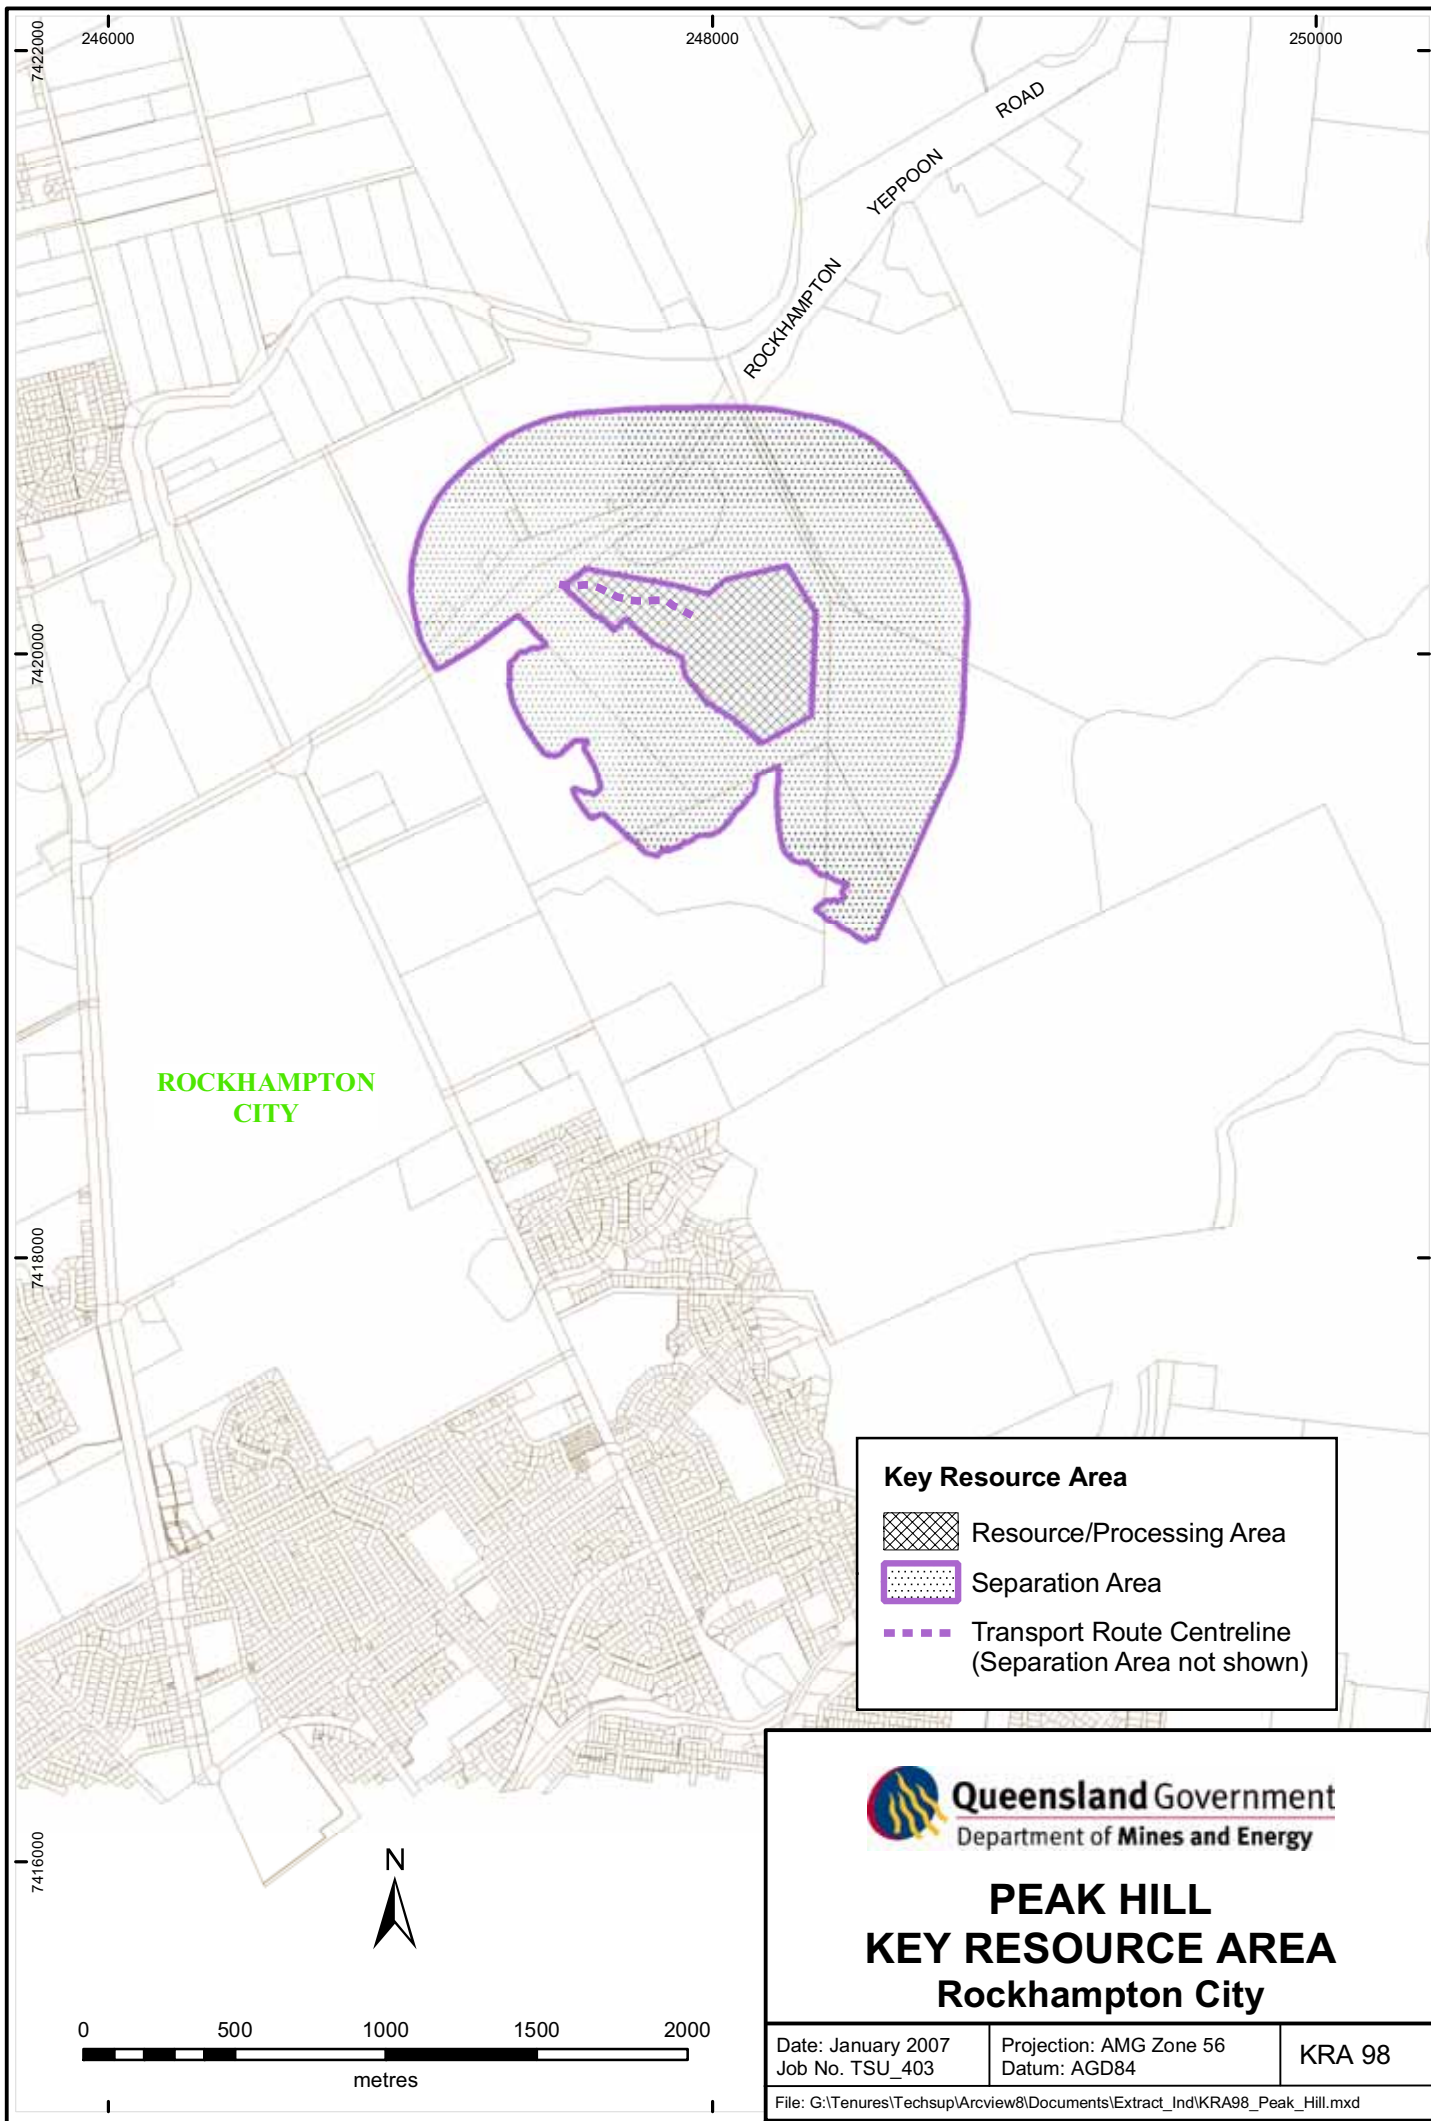 246000
248000
250000
7422000
7420000
7418000
7416000
ROCKHAMPTON
YEPPOON
ROAD
ROCKHAMPTON
CITY
Key Resource Area
Resource/Processing Area
Separation Area
Transport Route Centreline
(Separation Area not shown)
N
0 500 1000 1500 2000
metres
Queensland Government
Department of Mines and Energy
PEAK HILL
KEY RESOURCE AREA
Rockhampton City
Date: January 2007
Job No. TSU_403
Projection: AMG Zone 56
Datum: AGD84
KRA 98
File: G:\Tenures\Techsup\Arcview8\Documents\Extract_Ind\KRA98_Peak_Hill.mxd